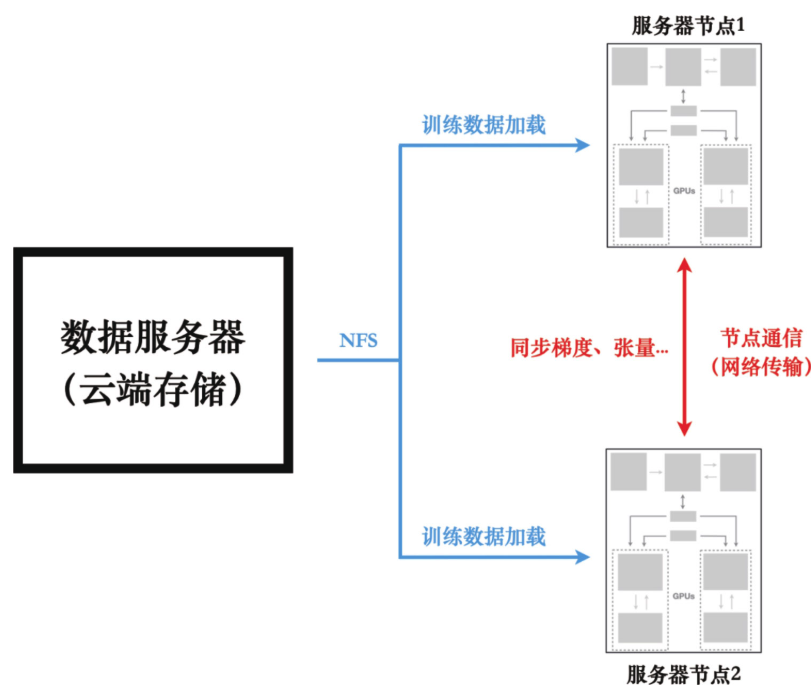 服务器节点1
训练数据加载
GPUs
数据服务器
(云端存储)
NFS
同步梯度、张量...
节点通信
(网络传输)
训练数据加载
GPUs
服务器节点2